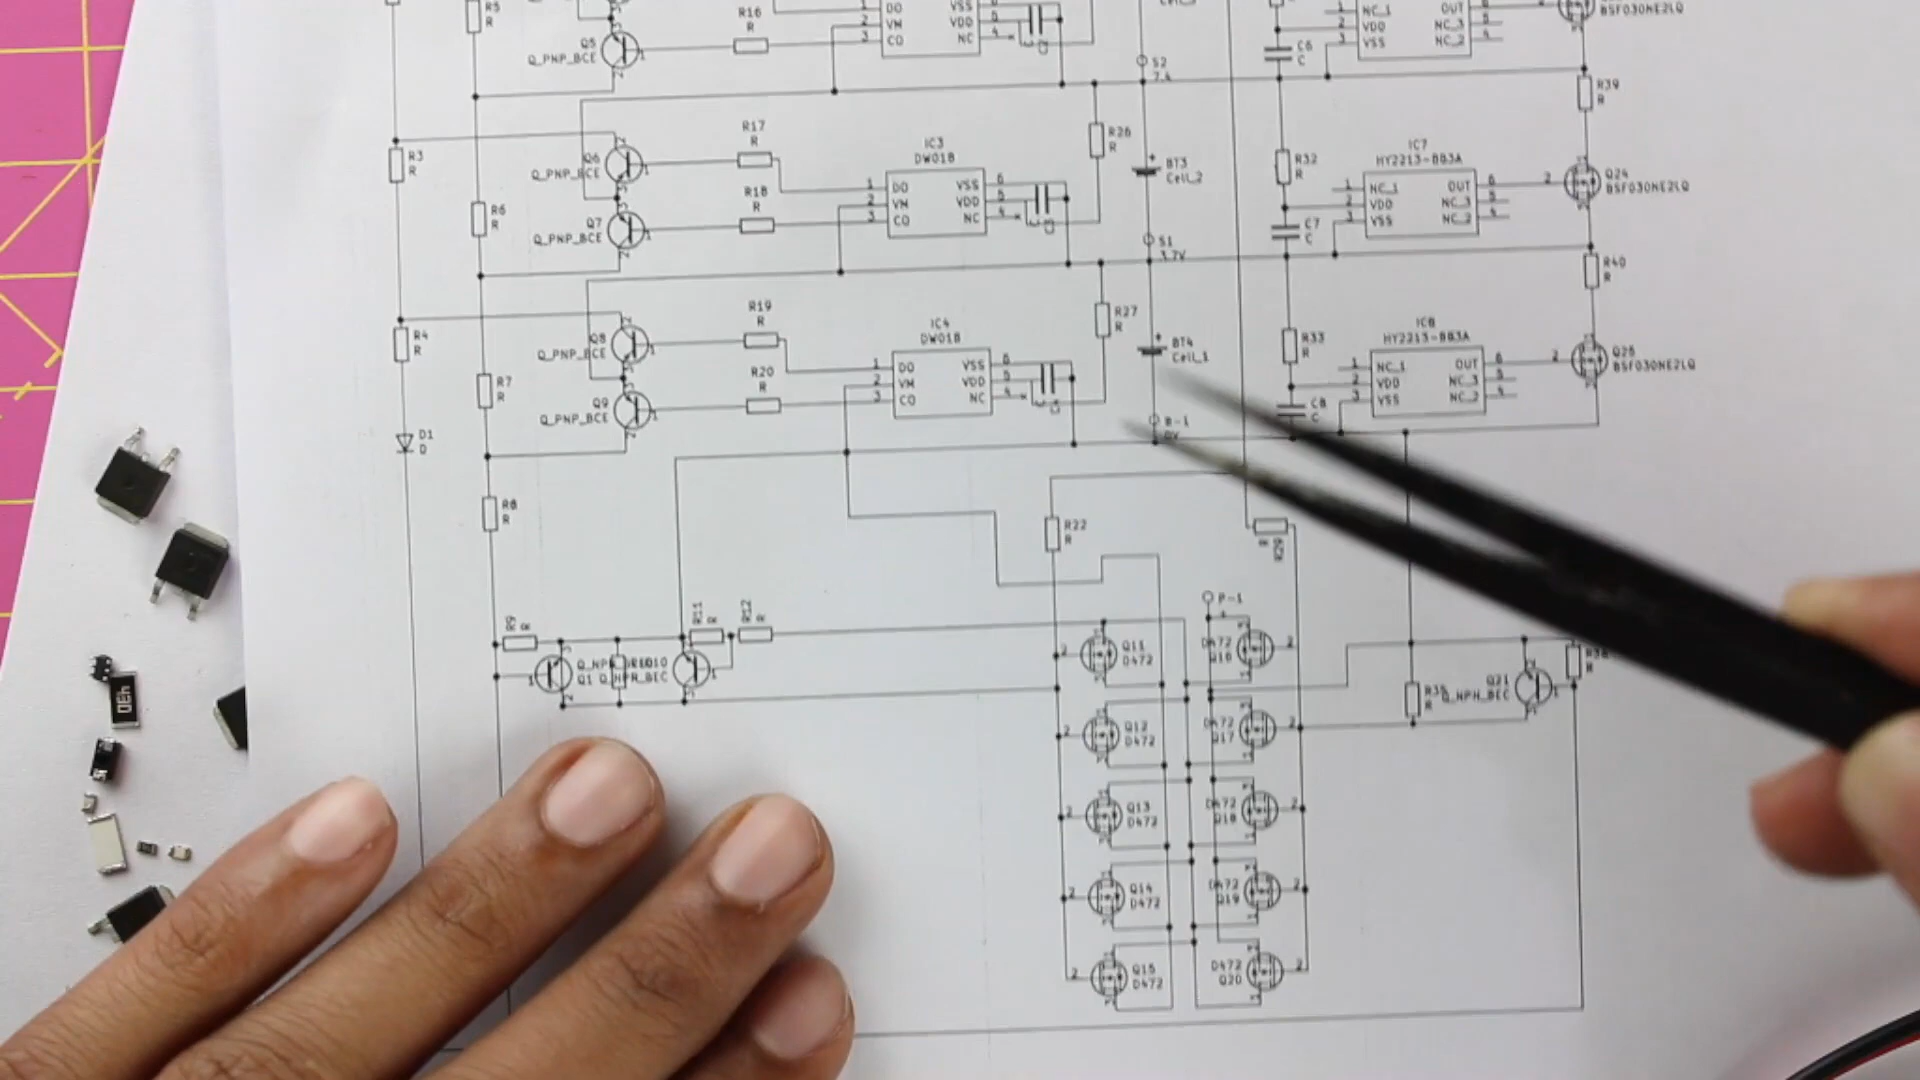 R5
R
R16
R
Q5
Q_PNP_BCE
DO
VM
CO
VSS
VDD
NC
S2
7.4
C6
C
NC_1
VDD
VSS
OUT
NC_3
NC_2
BSF030NE2LQ
R39
R
R3
R
R17
R
Q6
Q_PNP_BCE
R18
R
R6
R
Q7
Q_PNP_BCE
IC3
DW01B
DO
VM
CO
VSS
VDD
NC
R26
R
BT3
Cell_2
S1
3.7V
R32
R
C7
C
IC7
HY2213-BB3A
NC_1
VDD
VSS
OUT
NC_3
NC_2
Q24
BSF030NE2LQ
R40
R
R4
R
R19
R
Q8
Q_PNP_BCE
R20
R
R7
R
Q9
Q_PNP_BCE
IC4
DW01B
DO
VM
CO
VSS
VDD
NC
R27
R
BT4
Cell_1
B-1
0V
R33
R
C8
C
IC8
HY2213-BB3A
NC_1
VDD
VSS
OUT
NC_3
NC_2
Q25
BSF030NE2LQ
D1
D
R8
R
R22
R
R29
R
R9
R
R11
R
R12
R
Q1
P-1
Q11
D472
D472
Q16
Q12
D472
D472
Q17
Q13
D472
D472
Q18
Q14
D472
D472
Q19
Q15
D472
D472
Q20
Q21
Q_NPN_BEC